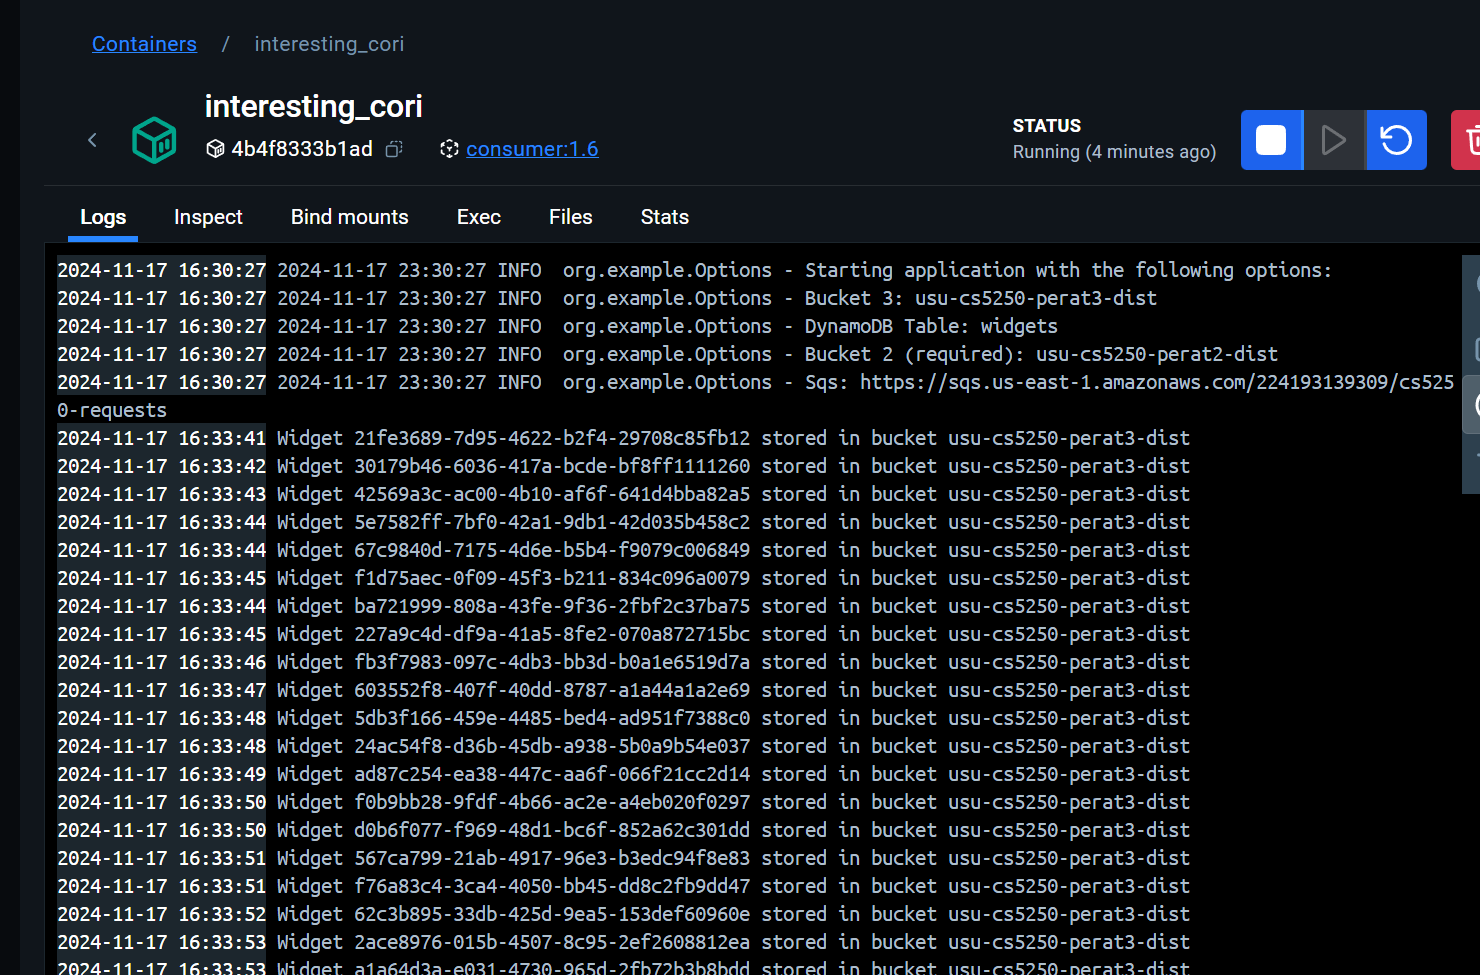 Containers / interesting_cori
interesting_cori
4b4f8333b1ad consumer:1.6
STATUS
Running (4 minutes ago)
Logs Inspect Bind mounts Exec Files Stats
2024-11-17 16:30:27 2024-11-17 23:30:27 INFO  org.example.Options - Starting application with the following options:
2024-11-17 16:30:27 2024-11-17 23:30:27 INFO  org.example.Options - Bucket 3: usu-cs5250-perat3-dist
2024-11-17 16:30:27 2024-11-17 23:30:27 INFO  org.example.Options - DynamoDB Table: widgets
2024-11-17 16:30:27 2024-11-17 23:30:27 INFO  org.example.Options - Bucket 2 (required): usu-cs5250-perat2-dist
2024-11-17 16:30:27 2024-11-17 23:30:27 INFO  org.example.Options - Sqs: https://sqs.us-east-1.amazonaws.com/224193139309/cs525
0-requests
2024-11-17 16:33:41 Widget 21fe3689-7d95-4622-b2f4-29708c85fb12 stored in bucket usu-cs5250-perat3-dist
2024-11-17 16:33:42 Widget 30179b46-6036-417a-bcde-bf8ff1111260 stored in bucket usu-cs5250-perat3-dist
2024-11-17 16:33:43 Widget 42569a3c-ac00-4b10-af6f-641d4bba82a5 stored in bucket usu-cs5250-perat3-dist
2024-11-17 16:33:44 Widget 5e7582ff-7bf0-42a1-9db1-42d035b458c2 stored in bucket usu-cs5250-perat3-dist
2024-11-17 16:33:44 Widget 67c9840d-7175-4d6e-b5b4-f9079c006849 stored in bucket usu-cs5250-perat3-dist
2024-11-17 16:33:45 Widget f1d75aec-0f09-45f3-b211-834c096a0079 stored in bucket usu-cs5250-perat3-dist
2024-11-17 16:33:44 Widget ba721999-808a-43fe-9f36-2fbf2c37ba75 stored in bucket usu-cs5250-perat3-dist
2024-11-17 16:33:45 Widget 227a9c4d-df9a-41a5-8fe2-070a872715bc stored in bucket usu-cs5250-perat3-dist
2024-11-17 16:33:46 Widget fb3f7983-097c-4db3-bb3d-b0a1e6519d7a stored in bucket usu-cs5250-perat3-dist
2024-11-17 16:33:47 Widget 603552f8-407f-40dd-8787-a1a44a1a2e69 stored in bucket usu-cs5250-perat3-dist
2024-11-17 16:33:48 Widget 5db3f166-459e-4485-bed4-ad951f7388c0 stored in bucket usu-cs5250-perat3-dist
2024-11-17 16:33:48 Widget 24ac54f8-d36b-45db-a938-5b0a9b54e037 stored in bucket usu-cs5250-perat3-dist
2024-11-17 16:33:49 Widget ad87c254-ea38-447c-aa6f-066f21cc2d14 stored in bucket usu-cs5250-perat3-dist
2024-11-17 16:33:50 Widget f0b9bb28-9fdf-4b66-ac2e-a4eb020f0297 stored in bucket usu-cs5250-perat3-dist
2024-11-17 16:33:50 Widget d0b6f077-f969-48d1-bc6f-852a62c301dd stored in bucket usu-cs5250-perat3-dist
2024-11-17 16:33:51 Widget 567ca799-21ab-4917-96e3-b3edc94f8e83 stored in bucket usu-cs5250-perat3-dist
2024-11-17 16:33:51 Widget f76a83c4-3ca4-4050-bb45-dd8c2fb9dd47 stored in bucket usu-cs5250-perat3-dist
2024-11-17 16:33:52 Widget 62c3b895-33db-425d-9ea5-153def60960e stored in bucket usu-cs5250-perat3-dist
2024-11-17 16:33:53 Widget 2ace8976-015b-4507-8c95-2ef2608812ea stored in bucket usu-cs5250-perat3-dist
2024-11-17 16:33:53 Widget a1a64d3a-e031-4730-965d-2fb72b3b8bdd stored in bucket usu-cs5250-perat3-dist